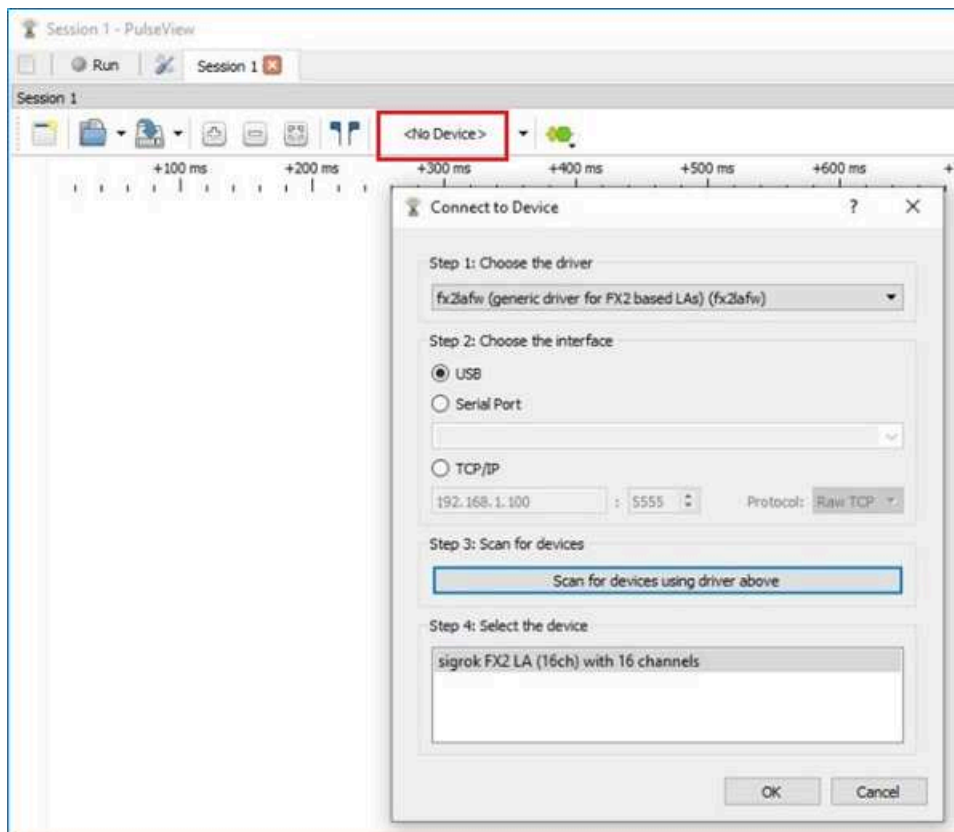 Session 1 - PulseView
Run
Session 1
Session 1
<No Device>
+100 ms +200 ms +300 ms +400 ms +500 ms +600 ms +
Connect to Device ? X
Step 1: Choose the driver
fx2lafw (generic driver for FX2 based LAs) (fx2lafw)
Step 2: Choose the interface
USB
Serial Port
TCP/IP
192.168.1.100 : 5555 Protocol: Raw TCP
Step 3: Scan for devices
Scan for devices using driver above
Step 4: Select the device
sigrok FX2 LA (16ch) with 16 channels
OK Cancel